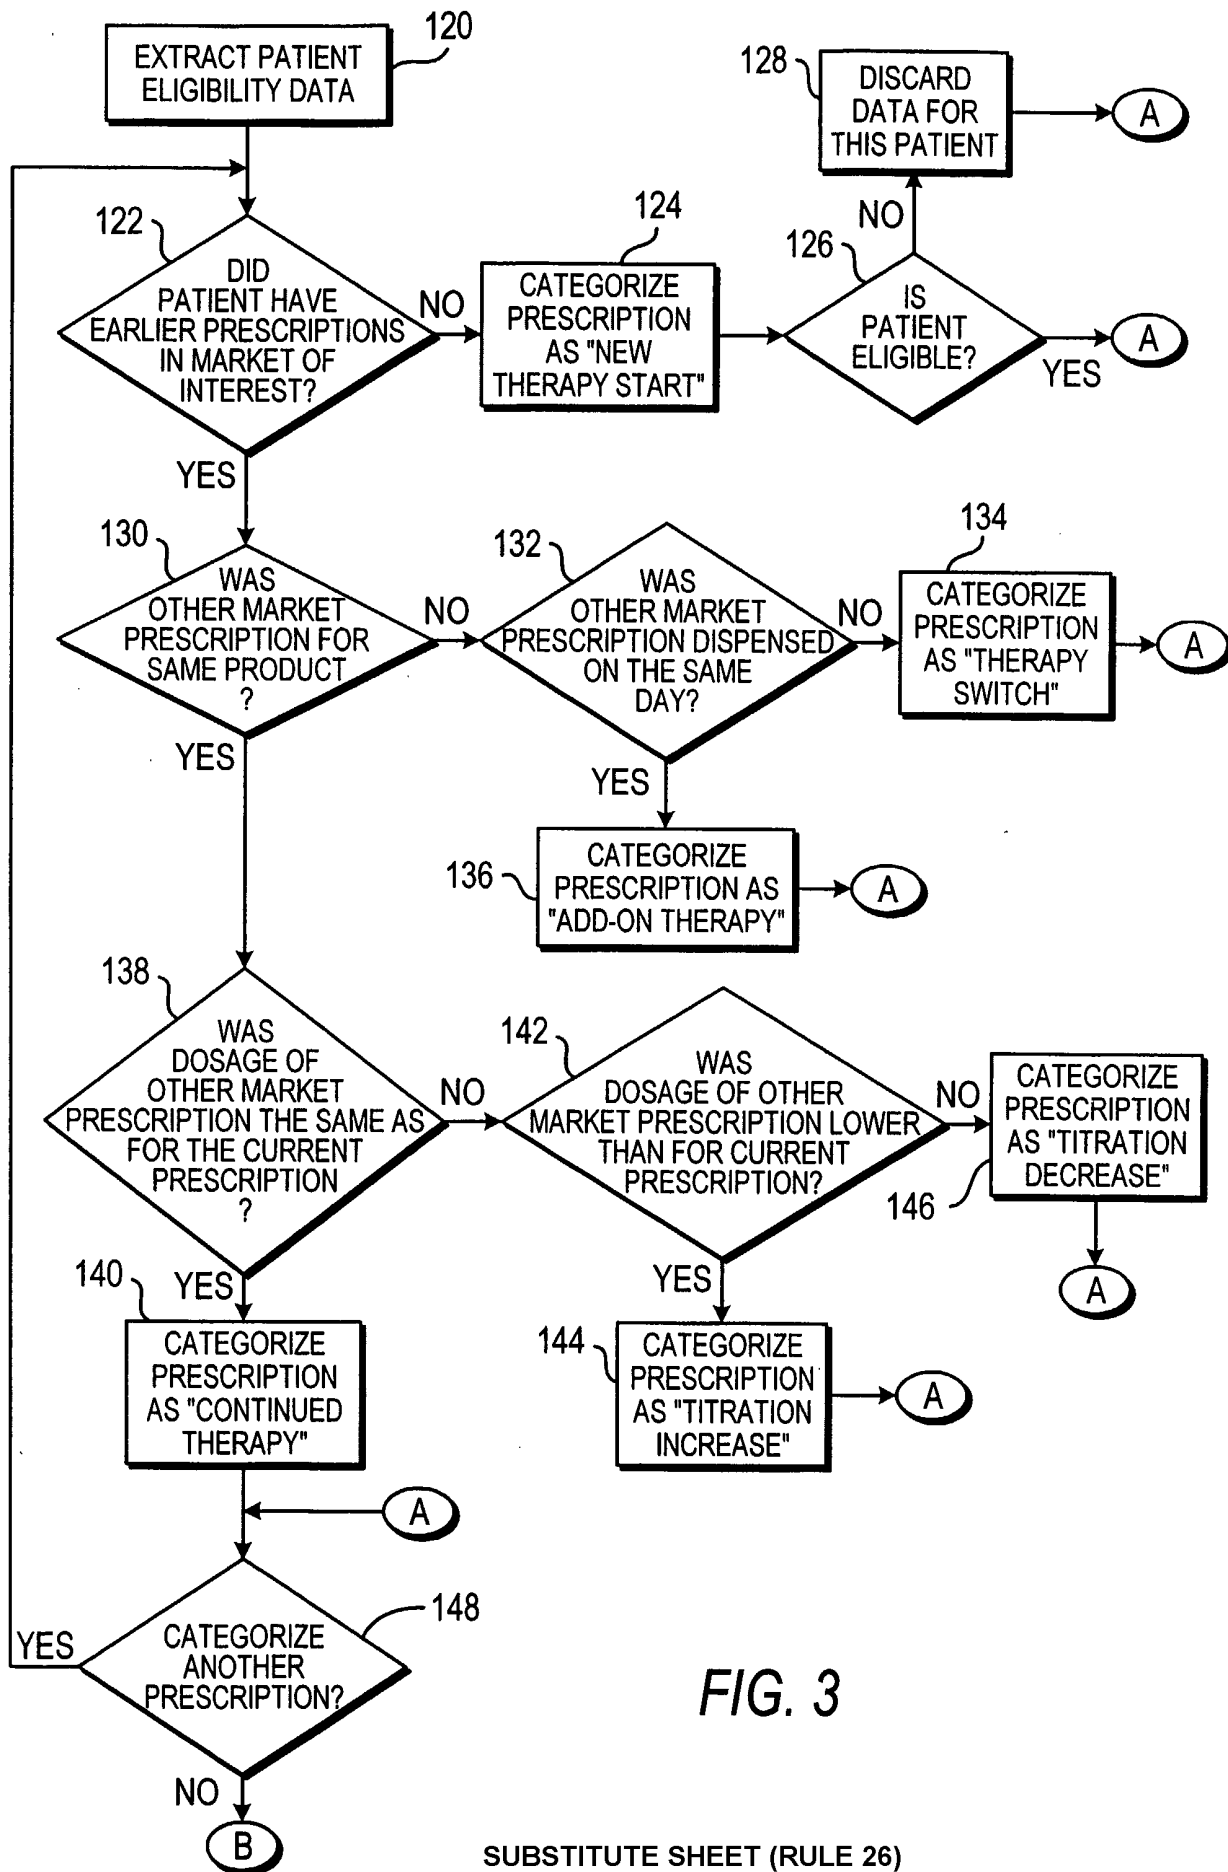 EXTRACT PATIENT
ELIGIBILITY DATA
120
128
DISCARD
DATA FOR
THIS PATIENT
A
NO
122
DID
PATIENT HAVE
EARLIER PRESCRIPTIONS
IN MARKET OF
INTEREST?
NO
124
CATEGORIZE
PRESCRIPTION
AS "NEW
THERAPY START"
126
IS
PATIENT
ELIGIBLE?
YES
A
YES
130
WAS
OTHER MARKET
PRESCRIPTION FOR
SAME PRODUCT
?
NO
132
WAS
OTHER MARKET
PRESCRIPTION DISPENSED
ON THE SAME
DAY?
NO
134
CATEGORIZE
PRESCRIPTION
AS "THERAPY
SWITCH"
A
YES
YES
136
CATEGORIZE
PRESCRIPTION AS
"ADD-ON THERAPY"
A
138
WAS
DOSAGE OF
OTHER MARKET
PRESCRIPTION THE SAME AS
FOR THE CURRENT
PRESCRIPTION
?
NO
142
WAS
DOSAGE OF OTHER
MARKET PRESCRIPTION LOWER
THAN FOR CURRENT
PRESCRIPTION?
NO
CATEGORIZE
PRESCRIPTION
AS "TITRATION
DECREASE"
146
A
YES
140
CATEGORIZE
PRESCRIPTION
AS "CONTINUED
THERAPY"
YES
144
CATEGORIZE
PRESCRIPTION
AS "TITRATION
INCREASE"
A
A
148
CATEGORIZE
ANOTHER
PRESCRIPTION?
YES
NO
B
FIG. 3
SUBSTITUTE SHEET (RULE 26)